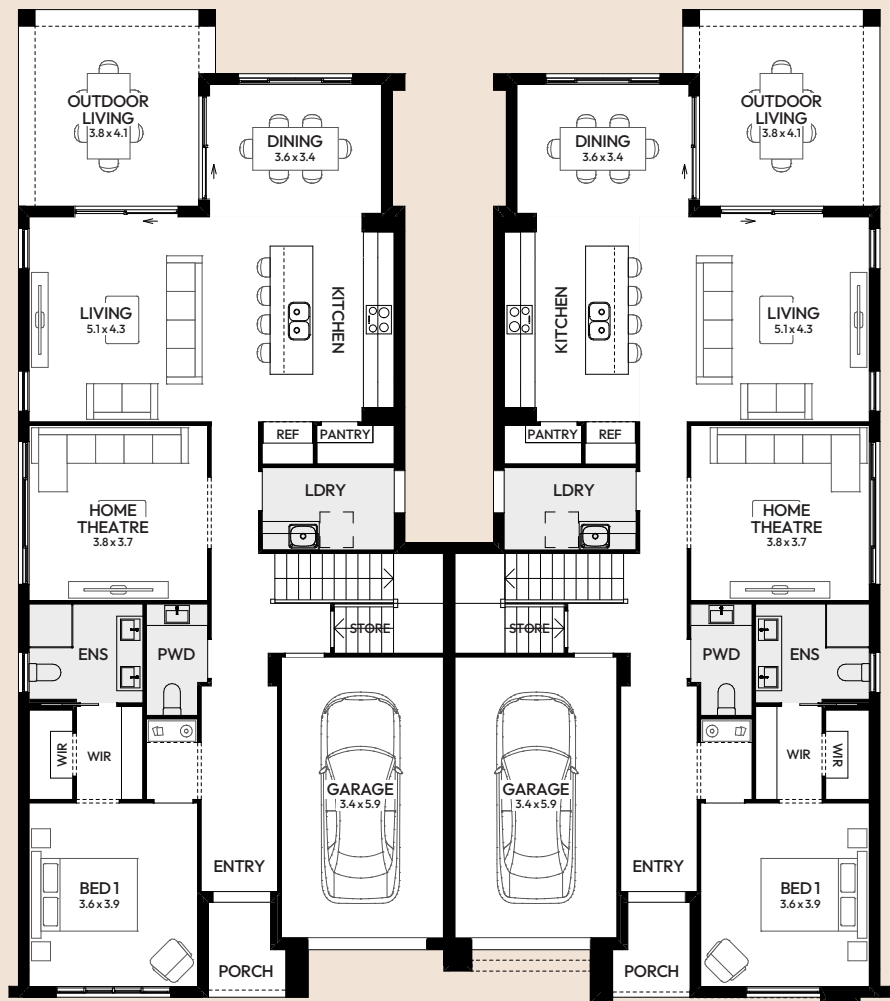 OUTDOOR
LIVING
3.8 x 4.1
DINING
3.6 x 3.4
LIVING
5.1 x 4.3
KITCHEN
REF
PANTRY
LDRY
HOME
THEATRE
3.8 x 3.7
STORE
ENS
PWD
WIR
WIR
GARAGE
3.4 x 5.9
ENTRY
BED 1
3.6 x 3.9
PORCH
DINING
3.6 x 3.4
OUTDOOR
LIVING
3.8 x 4.1
KITCHEN
LIVING
5.1 x 4.3
PANTRY
REF
LDRY
HOME
THEATRE
3.8 x 3.7
STORE
PWD
ENS
WIR
WIR
GARAGE
3.4 x 5.9
ENTRY
BED 1
3.6 x 3.9
PORCH